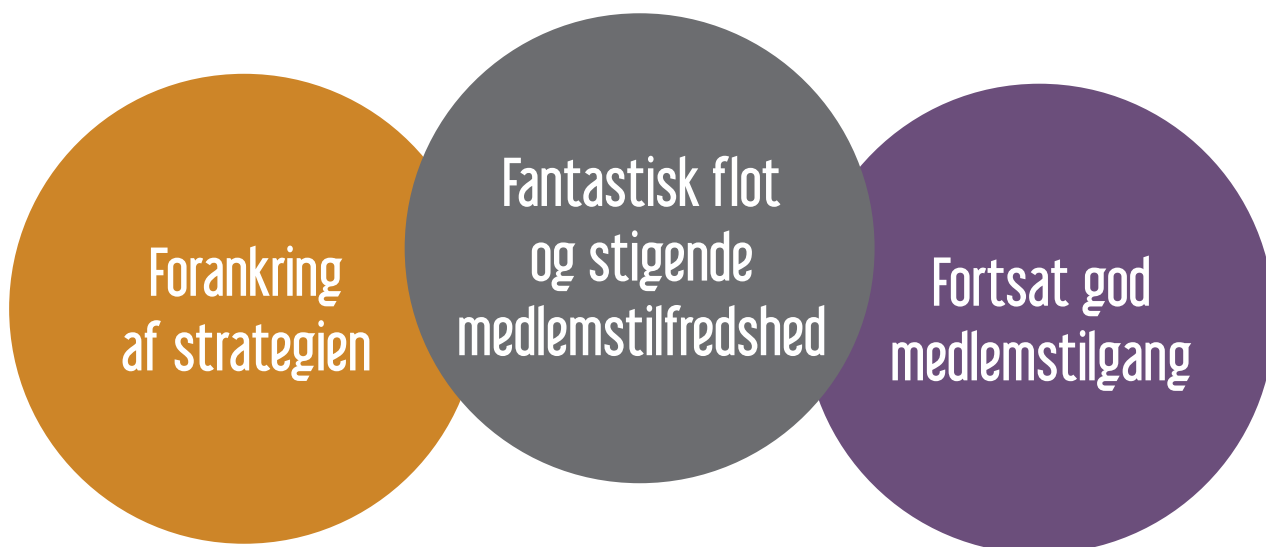 Forankring
af strategien
Fantastisk flot
og stigende
medlemstilfredshed
Fortsat god
medlemstilgang